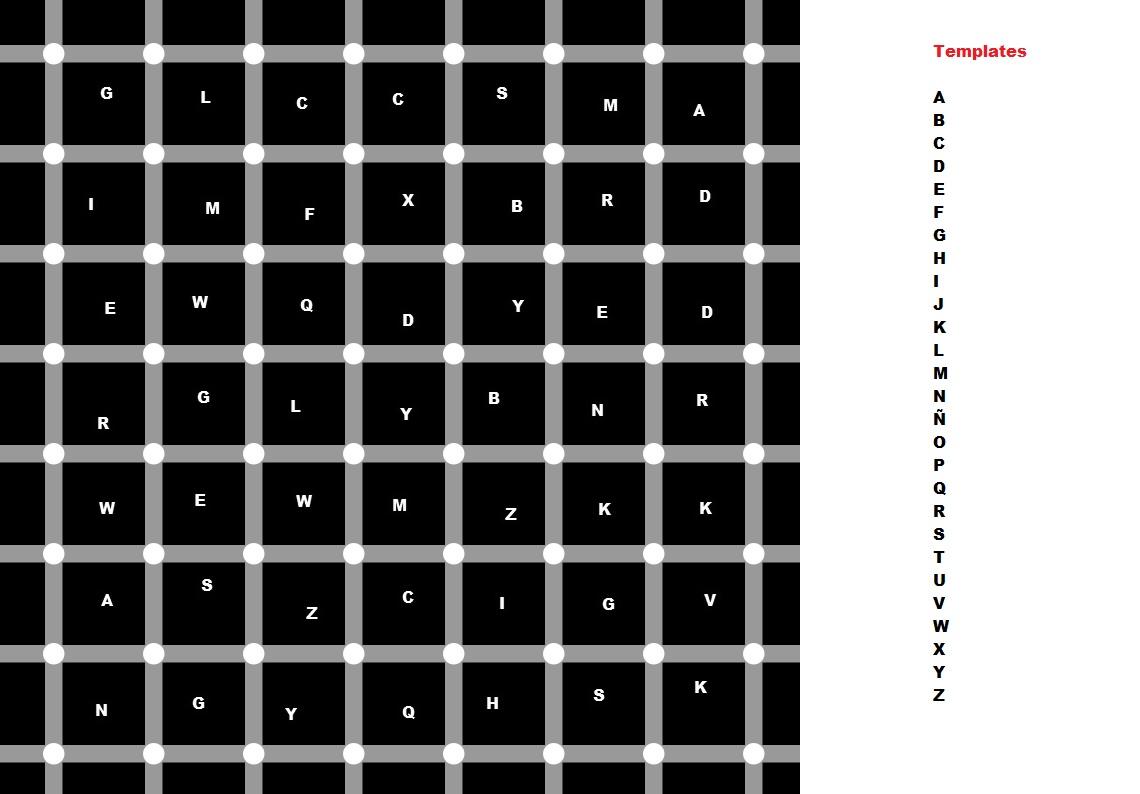 G L C C S M A
I M F X B R D
E W Q D Y E D
R G L Y B N R
W E W M Z K K
A S Z C I G V
N G Y Q H S K
Templates
A
B
C
D
E
F
G
H
I
J
K
L
M
N
Ñ
O
P
Q
R
S
T
U
V
W
X
Y
Z